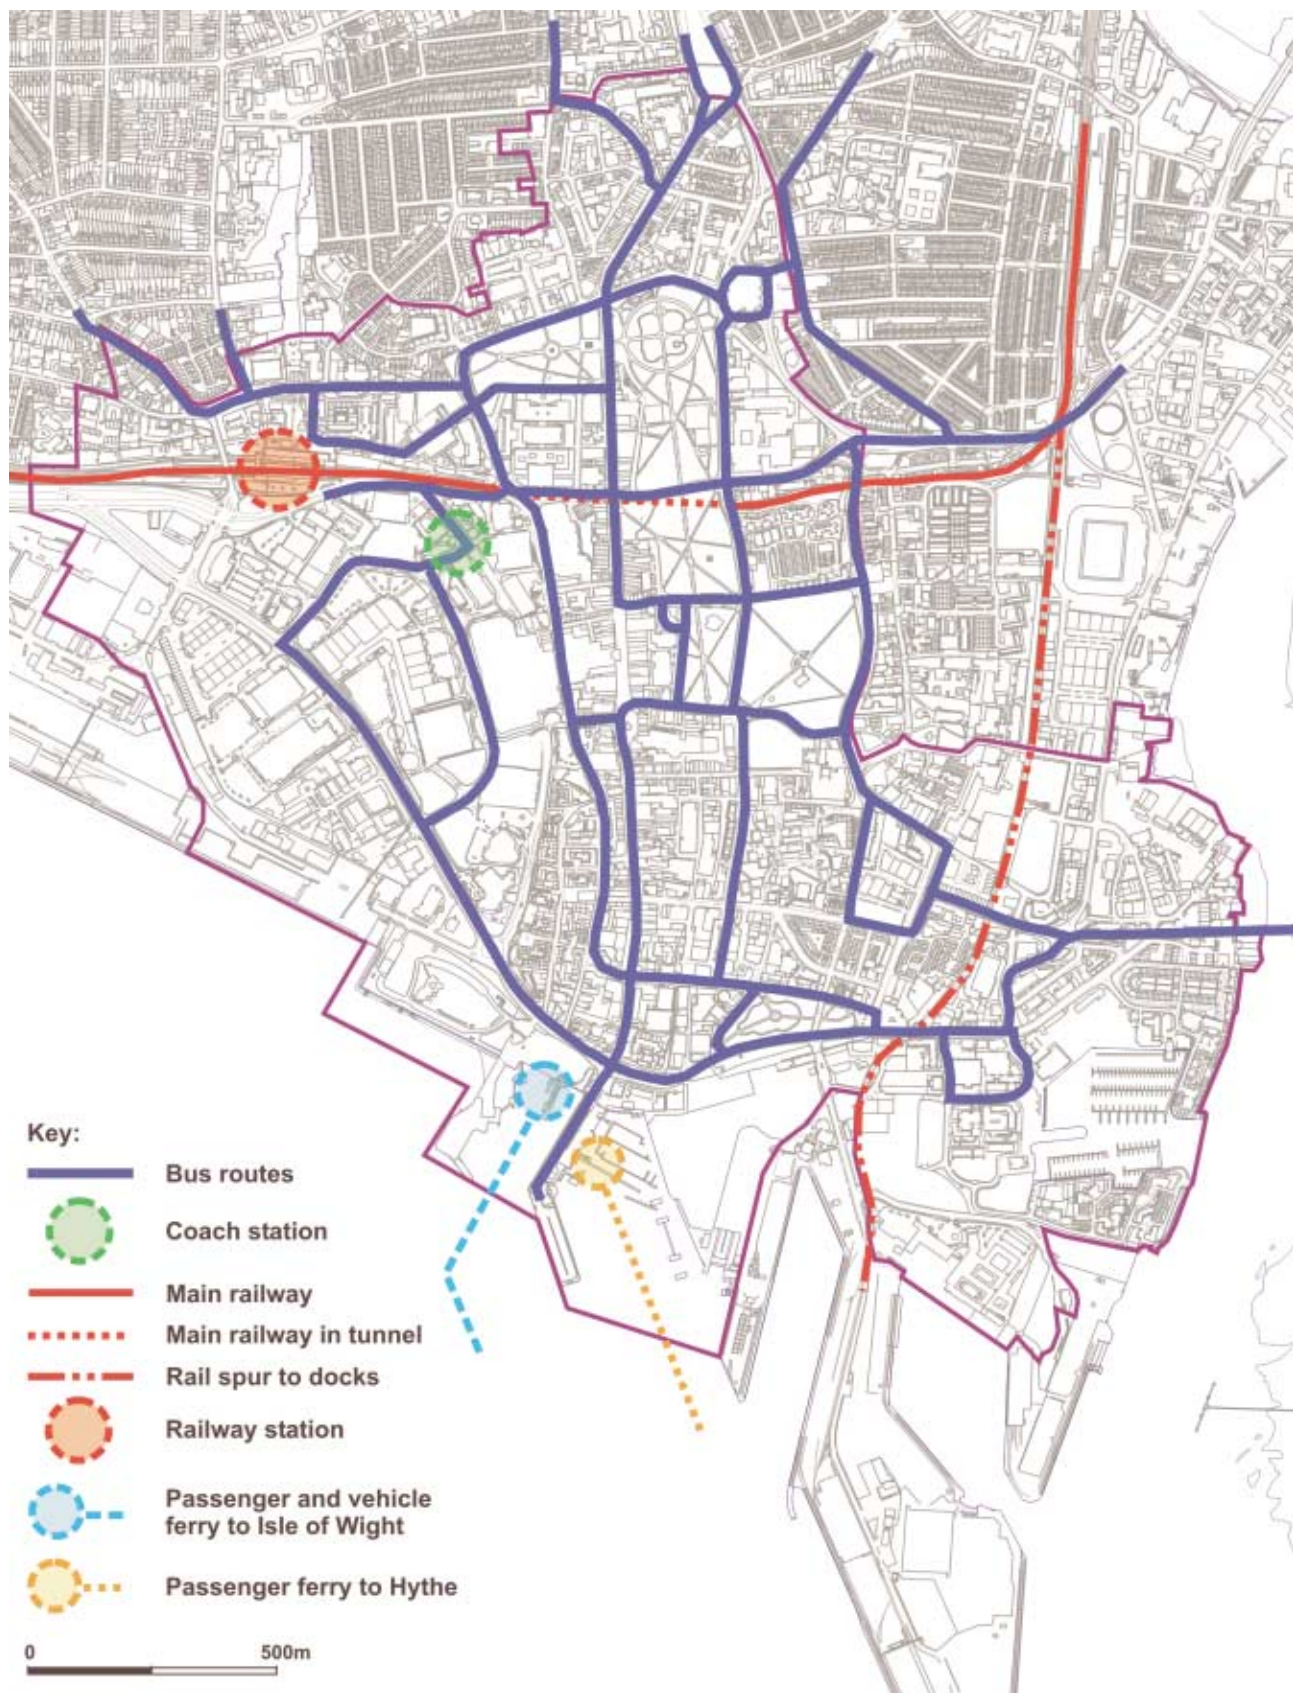 Key:
Bus routes
Coach station
Main railway
Main railway in tunnel
Rail spur to docks
Railway station
Passenger and vehicle
ferry to Isle of Wight
Passenger ferry to Hythe
0 500m